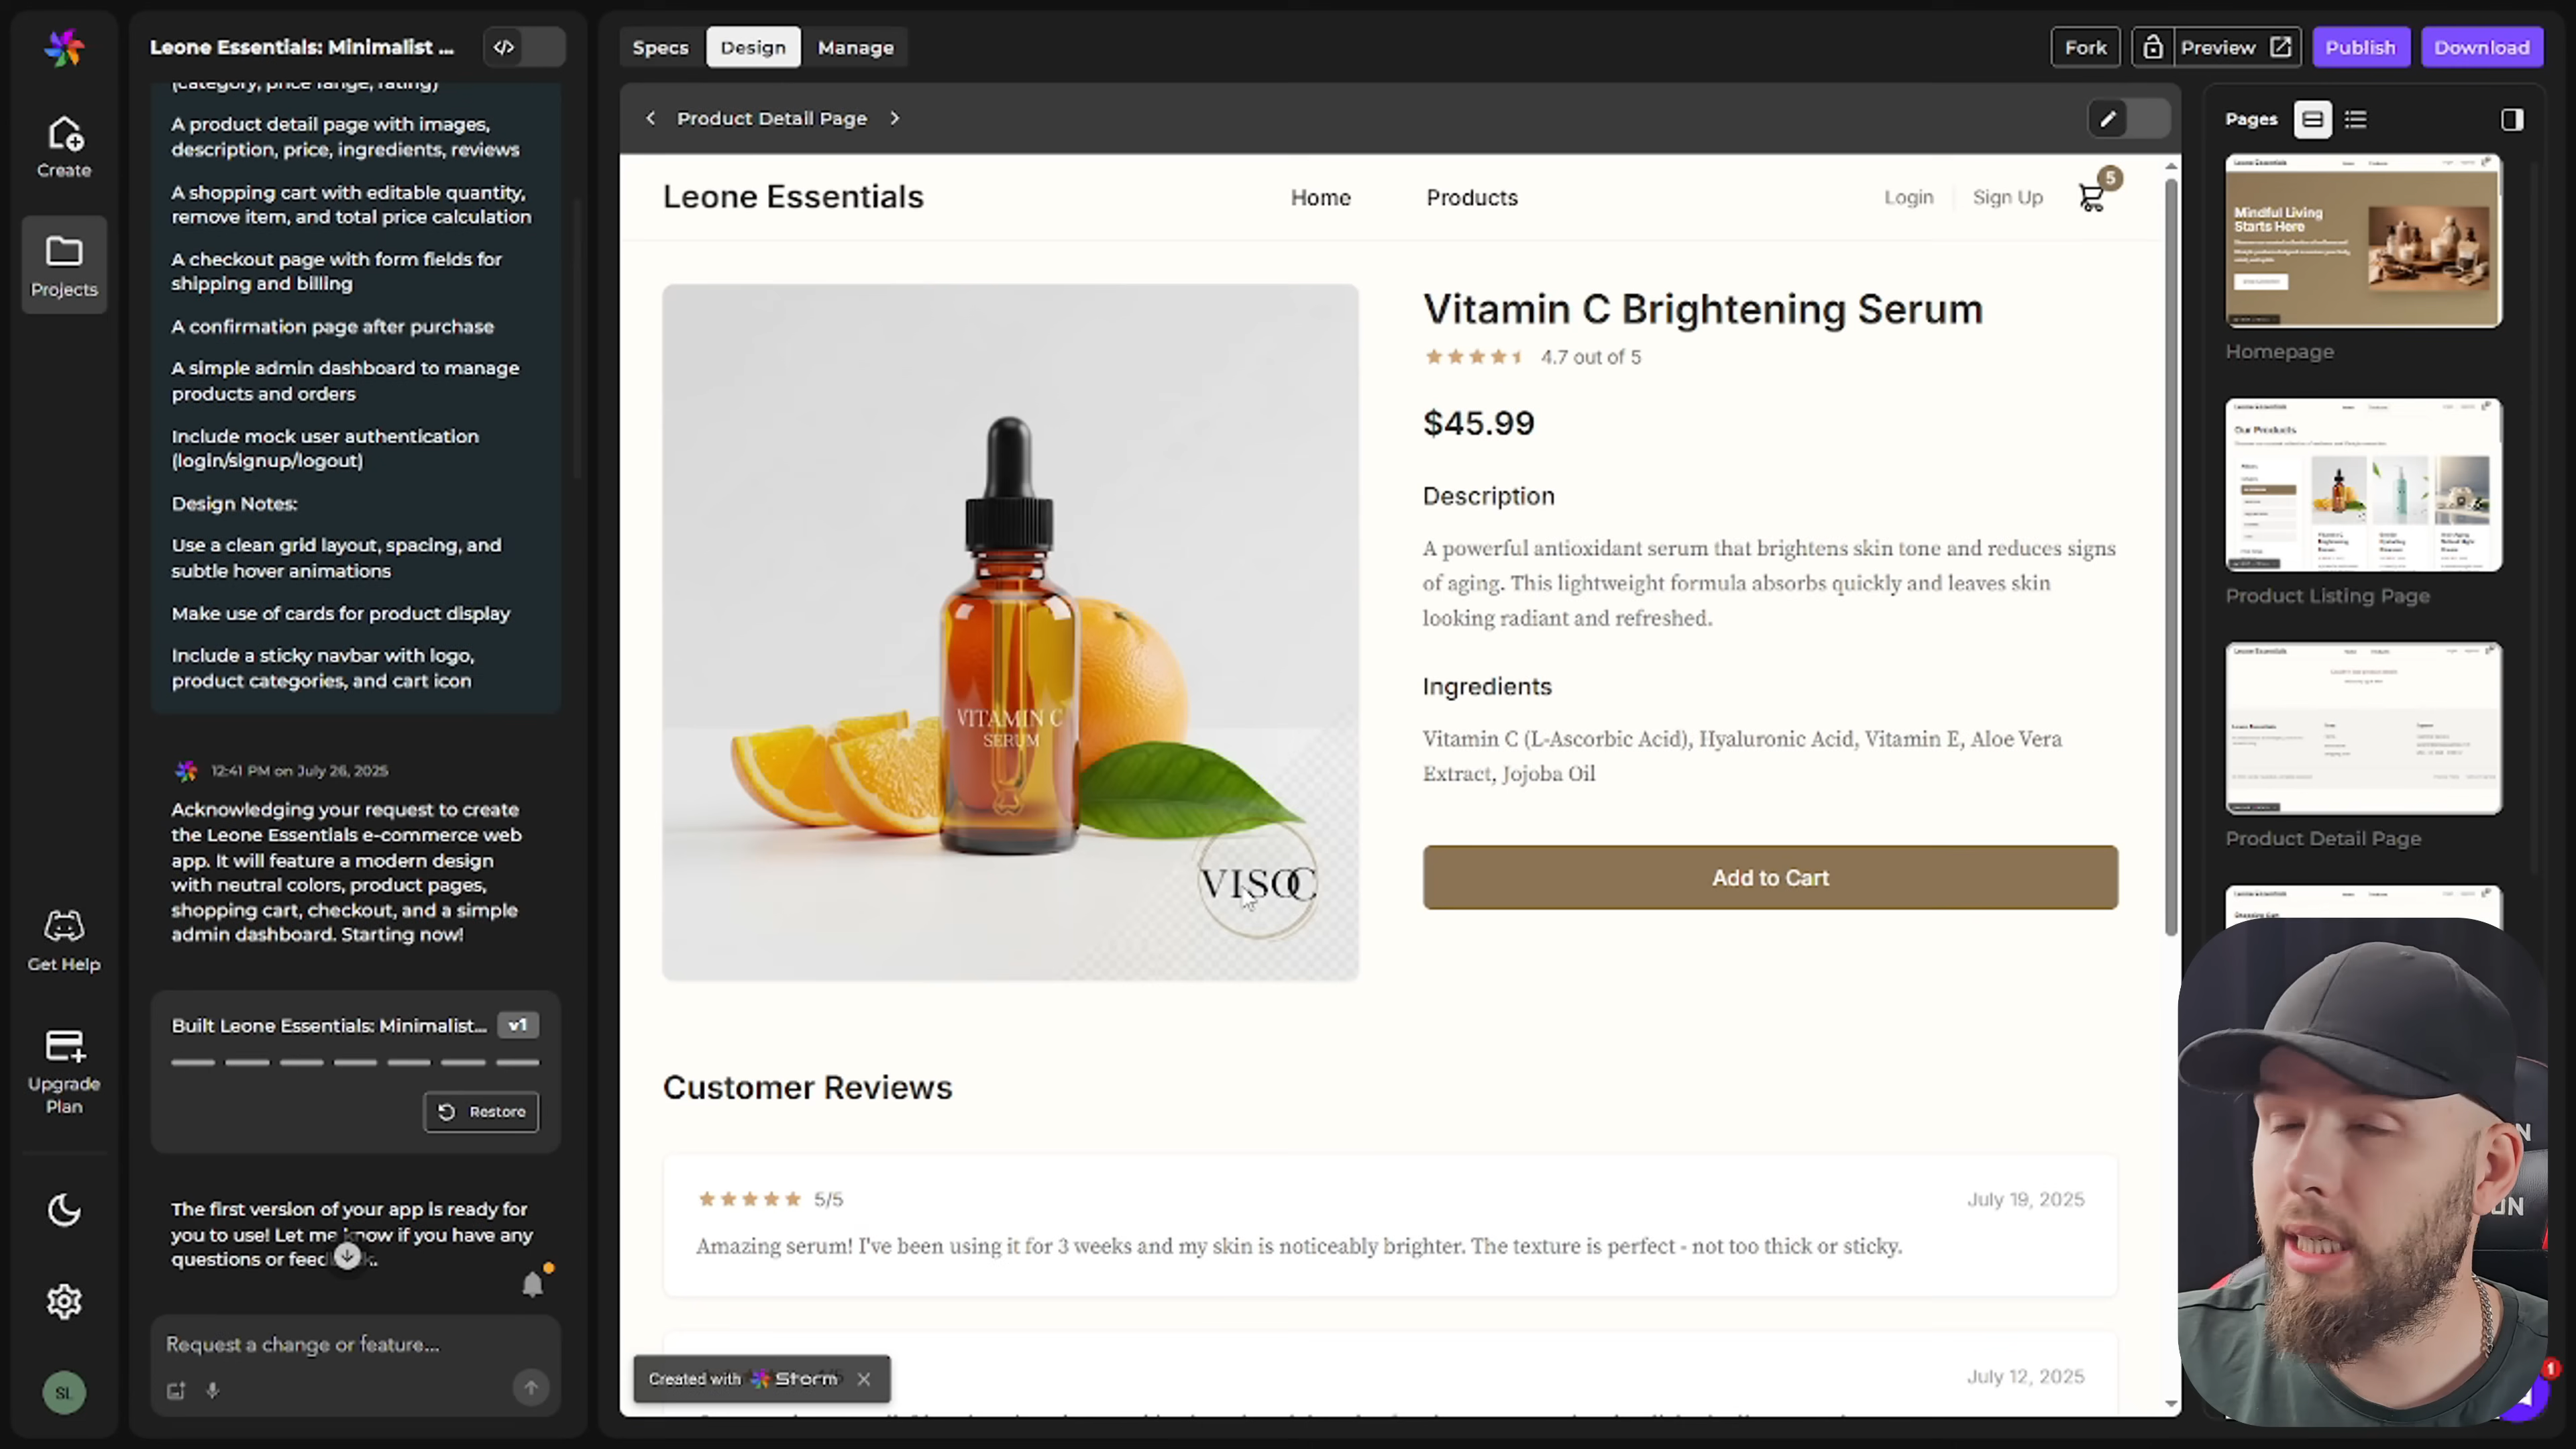 Leone Essentials: Minimalist ...
Specs
Design
Manage
Fork
Preview
Publish
Download
Create
Projects
Get Help
Upgrade
Plan
SL
(category, price range, rating)
A product detail page with images,
description, price, ingredients, reviews
A shopping cart with editable quantity,
remove item, and total price calculation
A checkout page with form fields for
shipping and billing
A confirmation page after purchase
A simple admin dashboard to manage
products and orders
Include mock user authentication
(login/signup/logout)
Design Notes:
Use a clean grid layout, spacing, and
subtle hover animations
Make use of cards for product display
Include a sticky navbar with logo,
product categories, and cart icon
12:41 PM on July 26, 2025
Acknowledging your request to create
the Leone Essentials e-commerce web
app. It will feature a modern design
with neutral colors, product pages,
shopping cart, checkout, and a simple
admin dashboard. Starting now!
Built Leone Essentials: Minimalist... v1
Restore
The first version of your app is ready for
you to use! Let me know if you have any
questions or
Request a change or feature...
Product Detail Page
Leone Essentials
Home
Products
Login
Sign Up
5
VITAMIN C
SERUM
VISOC
Vitamin C Brightening Serum
4.7 out of 5
$45.99
Description
A powerful antioxidant serum that brightens skin tone and reduces signs
of aging. This lightweight formula absorbs quickly and leaves skin
looking radiant and refreshed.
Ingredients
Vitamin C (L-Ascorbic Acid), Hyaluronic Acid, Vitamin E, Aloe Vera
Extract, Jojoba Oil
Add to Cart
Customer Reviews
5/5
July 19, 2025
Amazing serum! I've been using it for 3 weeks and my skin is noticeably brighter. The texture is perfect - not too thick or sticky.
July 12, 2025
Created with Storm
Pages
Leone Essentials
Mindful Living
Starts Here
Homepage
Leone Essentials
Our Products
Product Listing Page
Leone Essentials
Product Detail Page
1